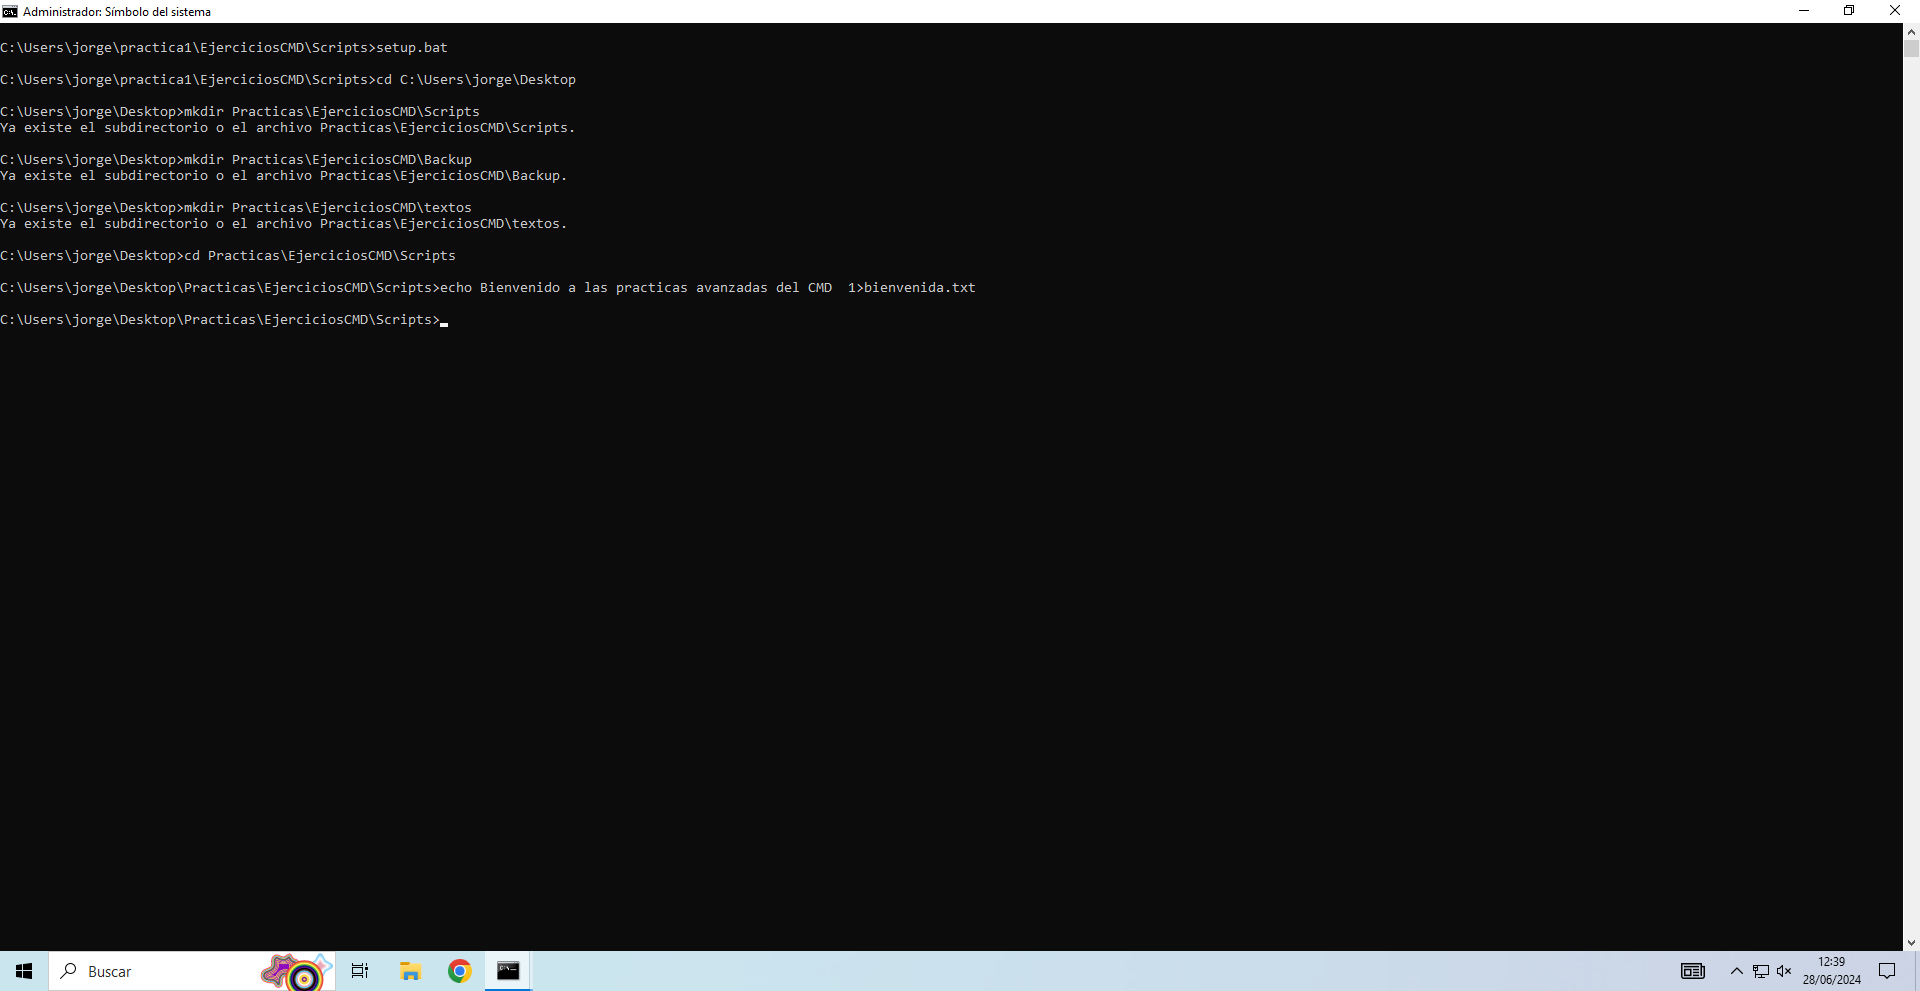 Administrador: Símbolo del sistema
C:\Users\jorge\practica1\EjerciciosCMD\Scripts>setup.bat
C:\Users\jorge\practica1\EjerciciosCMD\Scripts>cd C:\Users\jorge\Desktop
C:\Users\jorge\Desktop>mkdir Practicas\EjerciciosCMD\Scripts
Ya existe el subdirectorio o el archivo Practicas\EjerciciosCMD\Scripts.
C:\Users\jorge\Desktop>mkdir Practicas\EjerciciosCMD\Backup
Ya existe el subdirectorio o el archivo Practicas\EjerciciosCMD\Backup.
C:\Users\jorge\Desktop>mkdir Practicas\EjerciciosCMD\textos
Ya existe el subdirectorio o el archivo Practicas\EjerciciosCMD\textos.
C:\Users\jorge\Desktop>cd Practicas\EjerciciosCMD\Scripts
C:\Users\jorge\Desktop\Practicas\EjerciciosCMD\Scripts>echo Bienvenido a las practicas avanzadas del CMD  1>bienvenida.txt
C:\Users\jorge\Desktop\Practicas\EjerciciosCMD\Scripts>
Buscar
12:39
28/06/2024